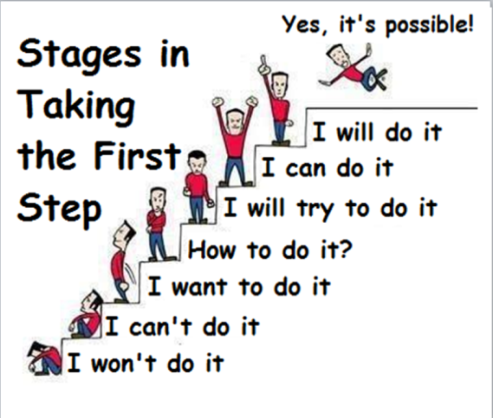 Yes, it's possible!
Stages in
Taking
the First
Step
I will do it
I can do it
I will try to do it
How to do it?
I want to do it
I can't do it
I won't do it